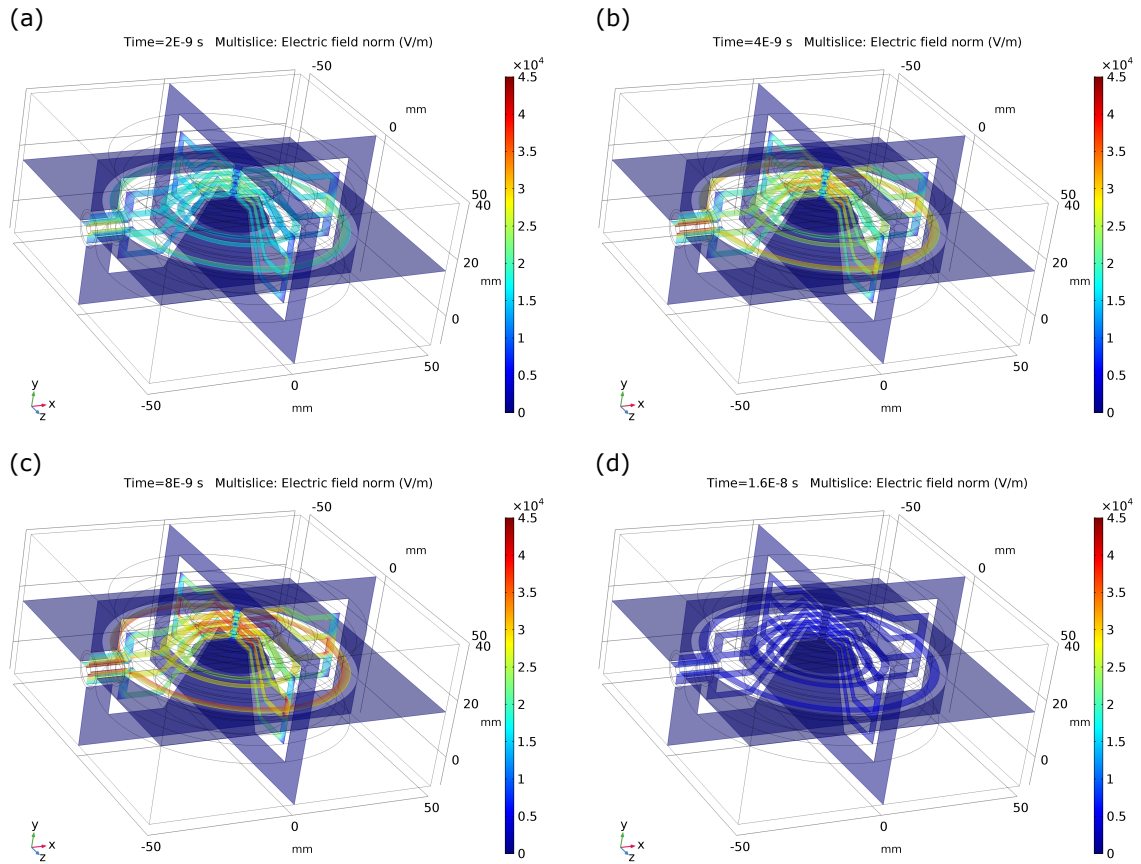 (a)
Time=2E-9 s   Multislice: Electric field norm (V/m)
×10⁴
-50
mm
0
50
40
20
mm
0
50
0
mm
-50
4.5
4
3.5
3
2.5
2
1.5
1
0.5
0
y
x
z
(b)
Time=4E-9 s   Multislice: Electric field norm (V/m)
×10⁴
-50
mm
0
50
40
20
mm
0
50
0
mm
-50
4.5
4
3.5
3
2.5
2
1.5
1
0.5
0
y
x
z
(c)
Time=8E-9 s   Multislice: Electric field norm (V/m)
×10⁴
-50
mm
0
50
40
20
mm
0
50
0
mm
-50
4.5
4
3.5
3
2.5
2
1.5
1
0.5
0
y
x
z
(d)
Time=1.6E-8 s   Multislice: Electric field norm (V/m)
×10⁴
-50
mm
0
50
40
20
mm
0
50
0
mm
-50
4.5
4
3.5
3
2.5
2
1.5
1
0.5
0
y
x
z